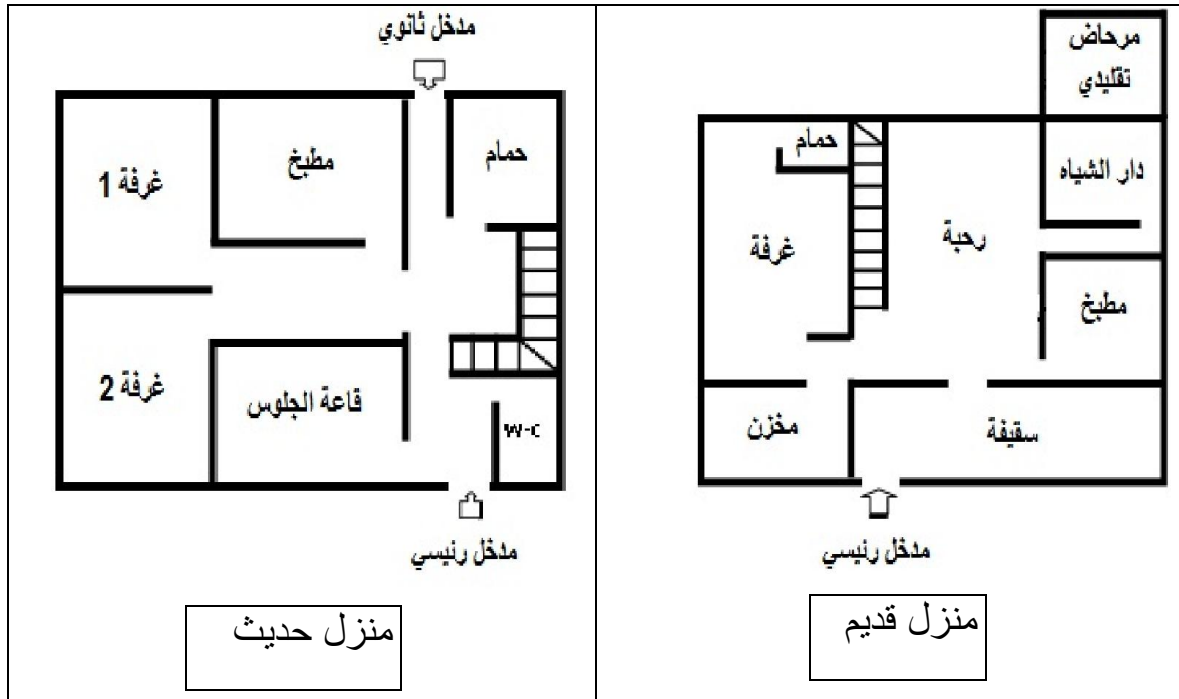 مرحاض
تقليدي
حمام
دار الشياه
غرفة
رحبة
مطبخ
مخزن
سقيفة
مدخل رئيسي
منزل قديم
مدخل ثانوي
حمام
مطبخ
غرفة 1
غرفة 2
قاعة الجلوس
W-C
مدخل رئيسي
منزل حديث